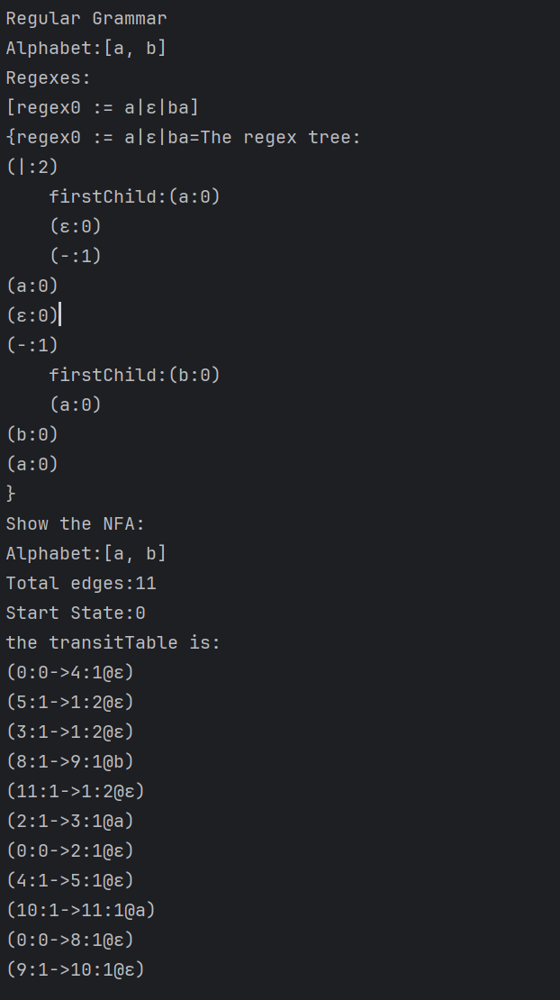 Regular Grammar
Alphabet:[a, b]
Regexes:
[regex0 := a|ε|ba]
{regex0 := a|ε|ba=The regex tree:
(|:2)
    firstChild:(a:0)
    (ε:0)
    (-:1)
(a:0)
(ε:0)
(-:1)
    firstChild:(b:0)
    (a:0)
(b:0)
(a:0)
}
Show the NFA:
Alphabet:[a, b]
Total edges:11
Start State:0
the transitTable is:
(0:0->4:1@ε)
(5:1->1:2@ε)
(3:1->1:2@ε)
(8:1->9:1@b)
(11:1->1:2@ε)
(2:1->3:1@a)
(0:0->2:1@ε)
(4:1->5:1@ε)
(10:1->11:1@a)
(0:0->8:1@ε)
(9:1->10:1@ε)